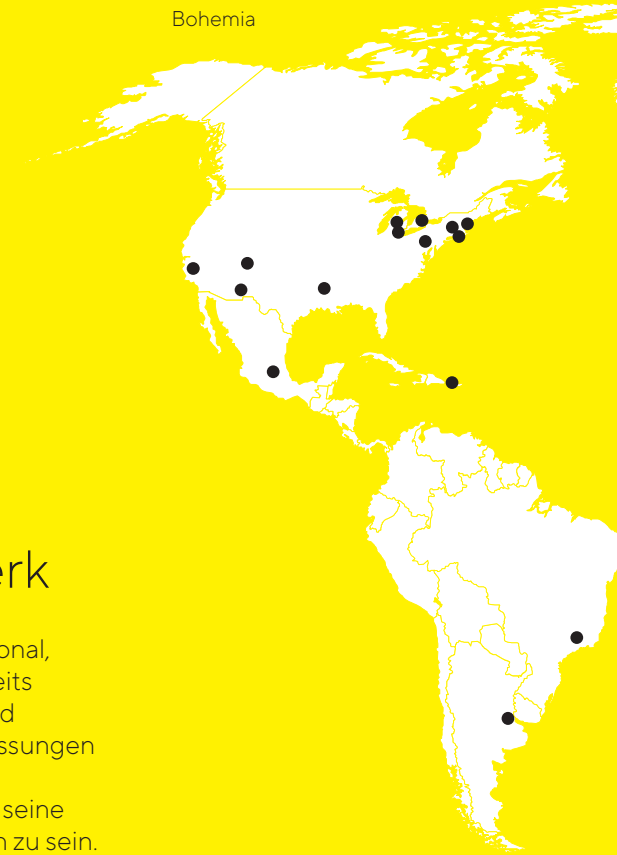 Bohemia
erk
onal,
eits
d
ssungen
seine
n zu sein.